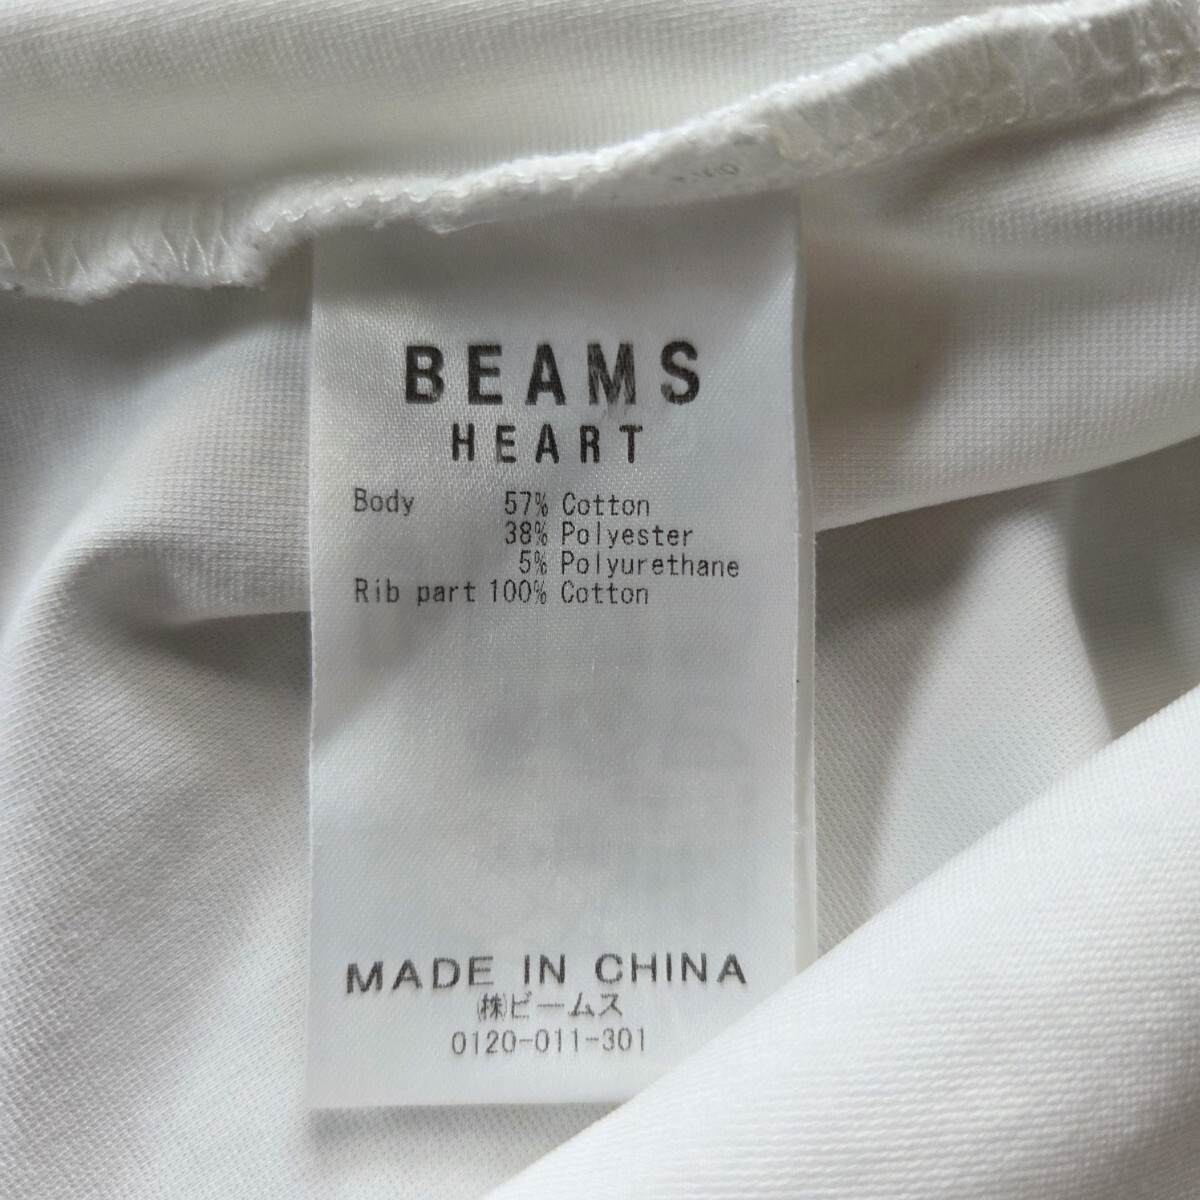 BEAMS
HEART
Body 57% Cotton
38% Polyester
5% Polyurethane
Rib part 100% Cotton
MADE IN CHINA
㈱ビームス
0120-011-301